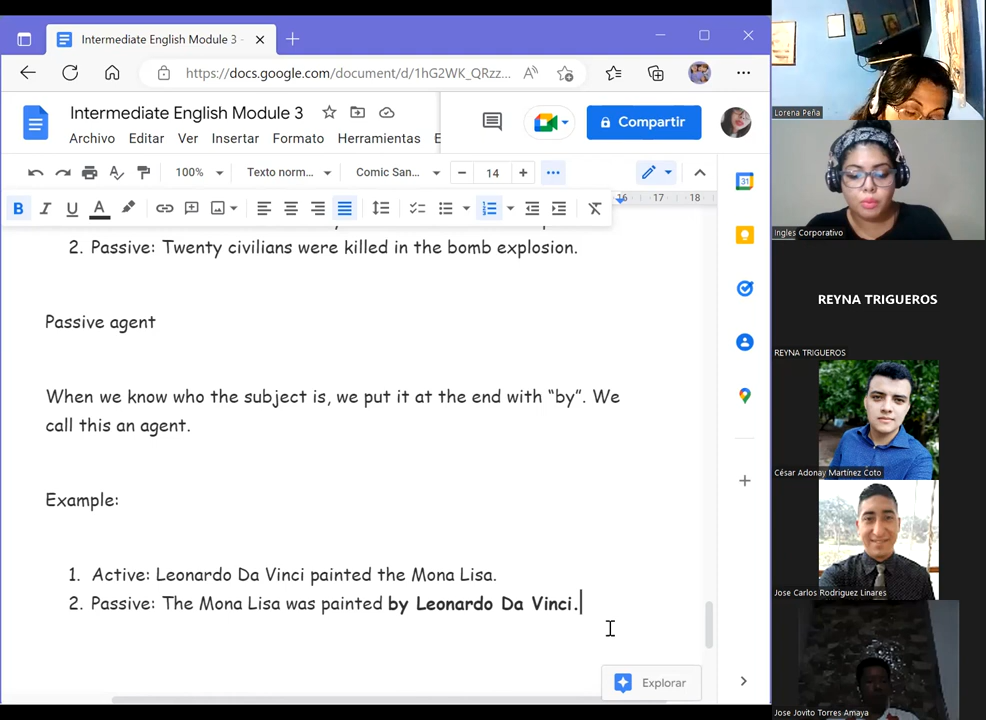 Intermediate English Module 3 -
https://docs.google.com/document/d/1hG2WK_QRzz...
Intermediate English Module 3
Archivo Editar Ver Insertar Formato Herramientas E
Compartir
100% Texto norm... Comic San... 14
16 17 18
2. Passive: Twenty civilians were killed in the bomb explosion.
Passive agent
When we know who the subject is, we put it at the end with “by”. We
call this an agent.
Example:
1. Active: Leonardo Da Vinci painted the Mona Lisa.
2. Passive: The Mona Lisa was painted by Leonardo Da Vinci.
Explorar
Lorena Peña
Ingles Corporativo
REYNA TRIGUEROS
REYNA TRIGUEROS
César Adonay Martínez Coto
Jose Carlos Rodriguez Linares
Jose Jovito Torres Amaya